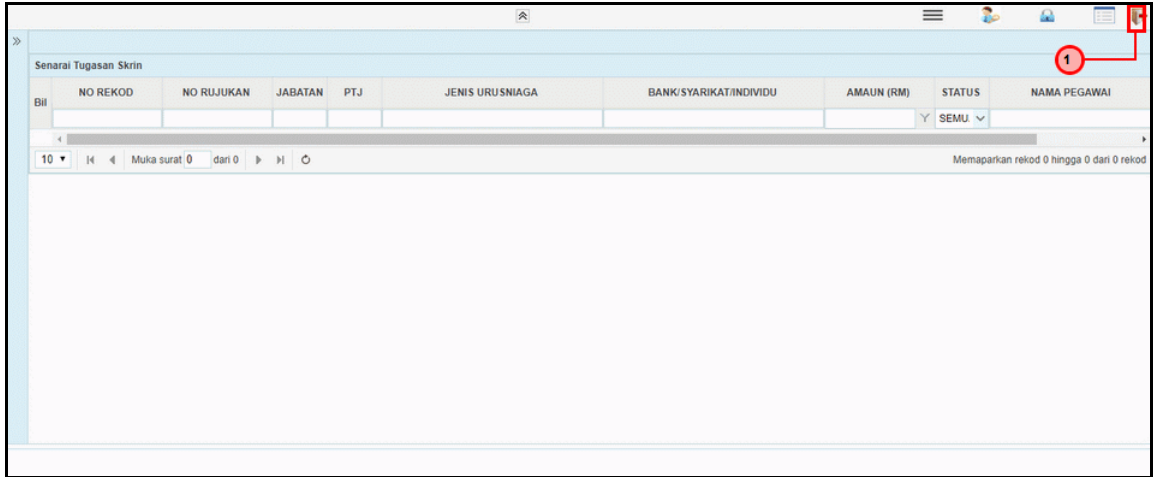 1
Senarai Tugasan Skrin
Bil NO REKOD NO RUJUKAN JABATAN PTJ JENIS URUSNIAGA BANK/SYARIKAT/INDIVIDU AMAUN (RM) STATUS NAMA PEGAWAI
SEMU.
10 Muka surat 0 dari 0 Memaparkan rekod 0 hingga 0 dari 0 rekod